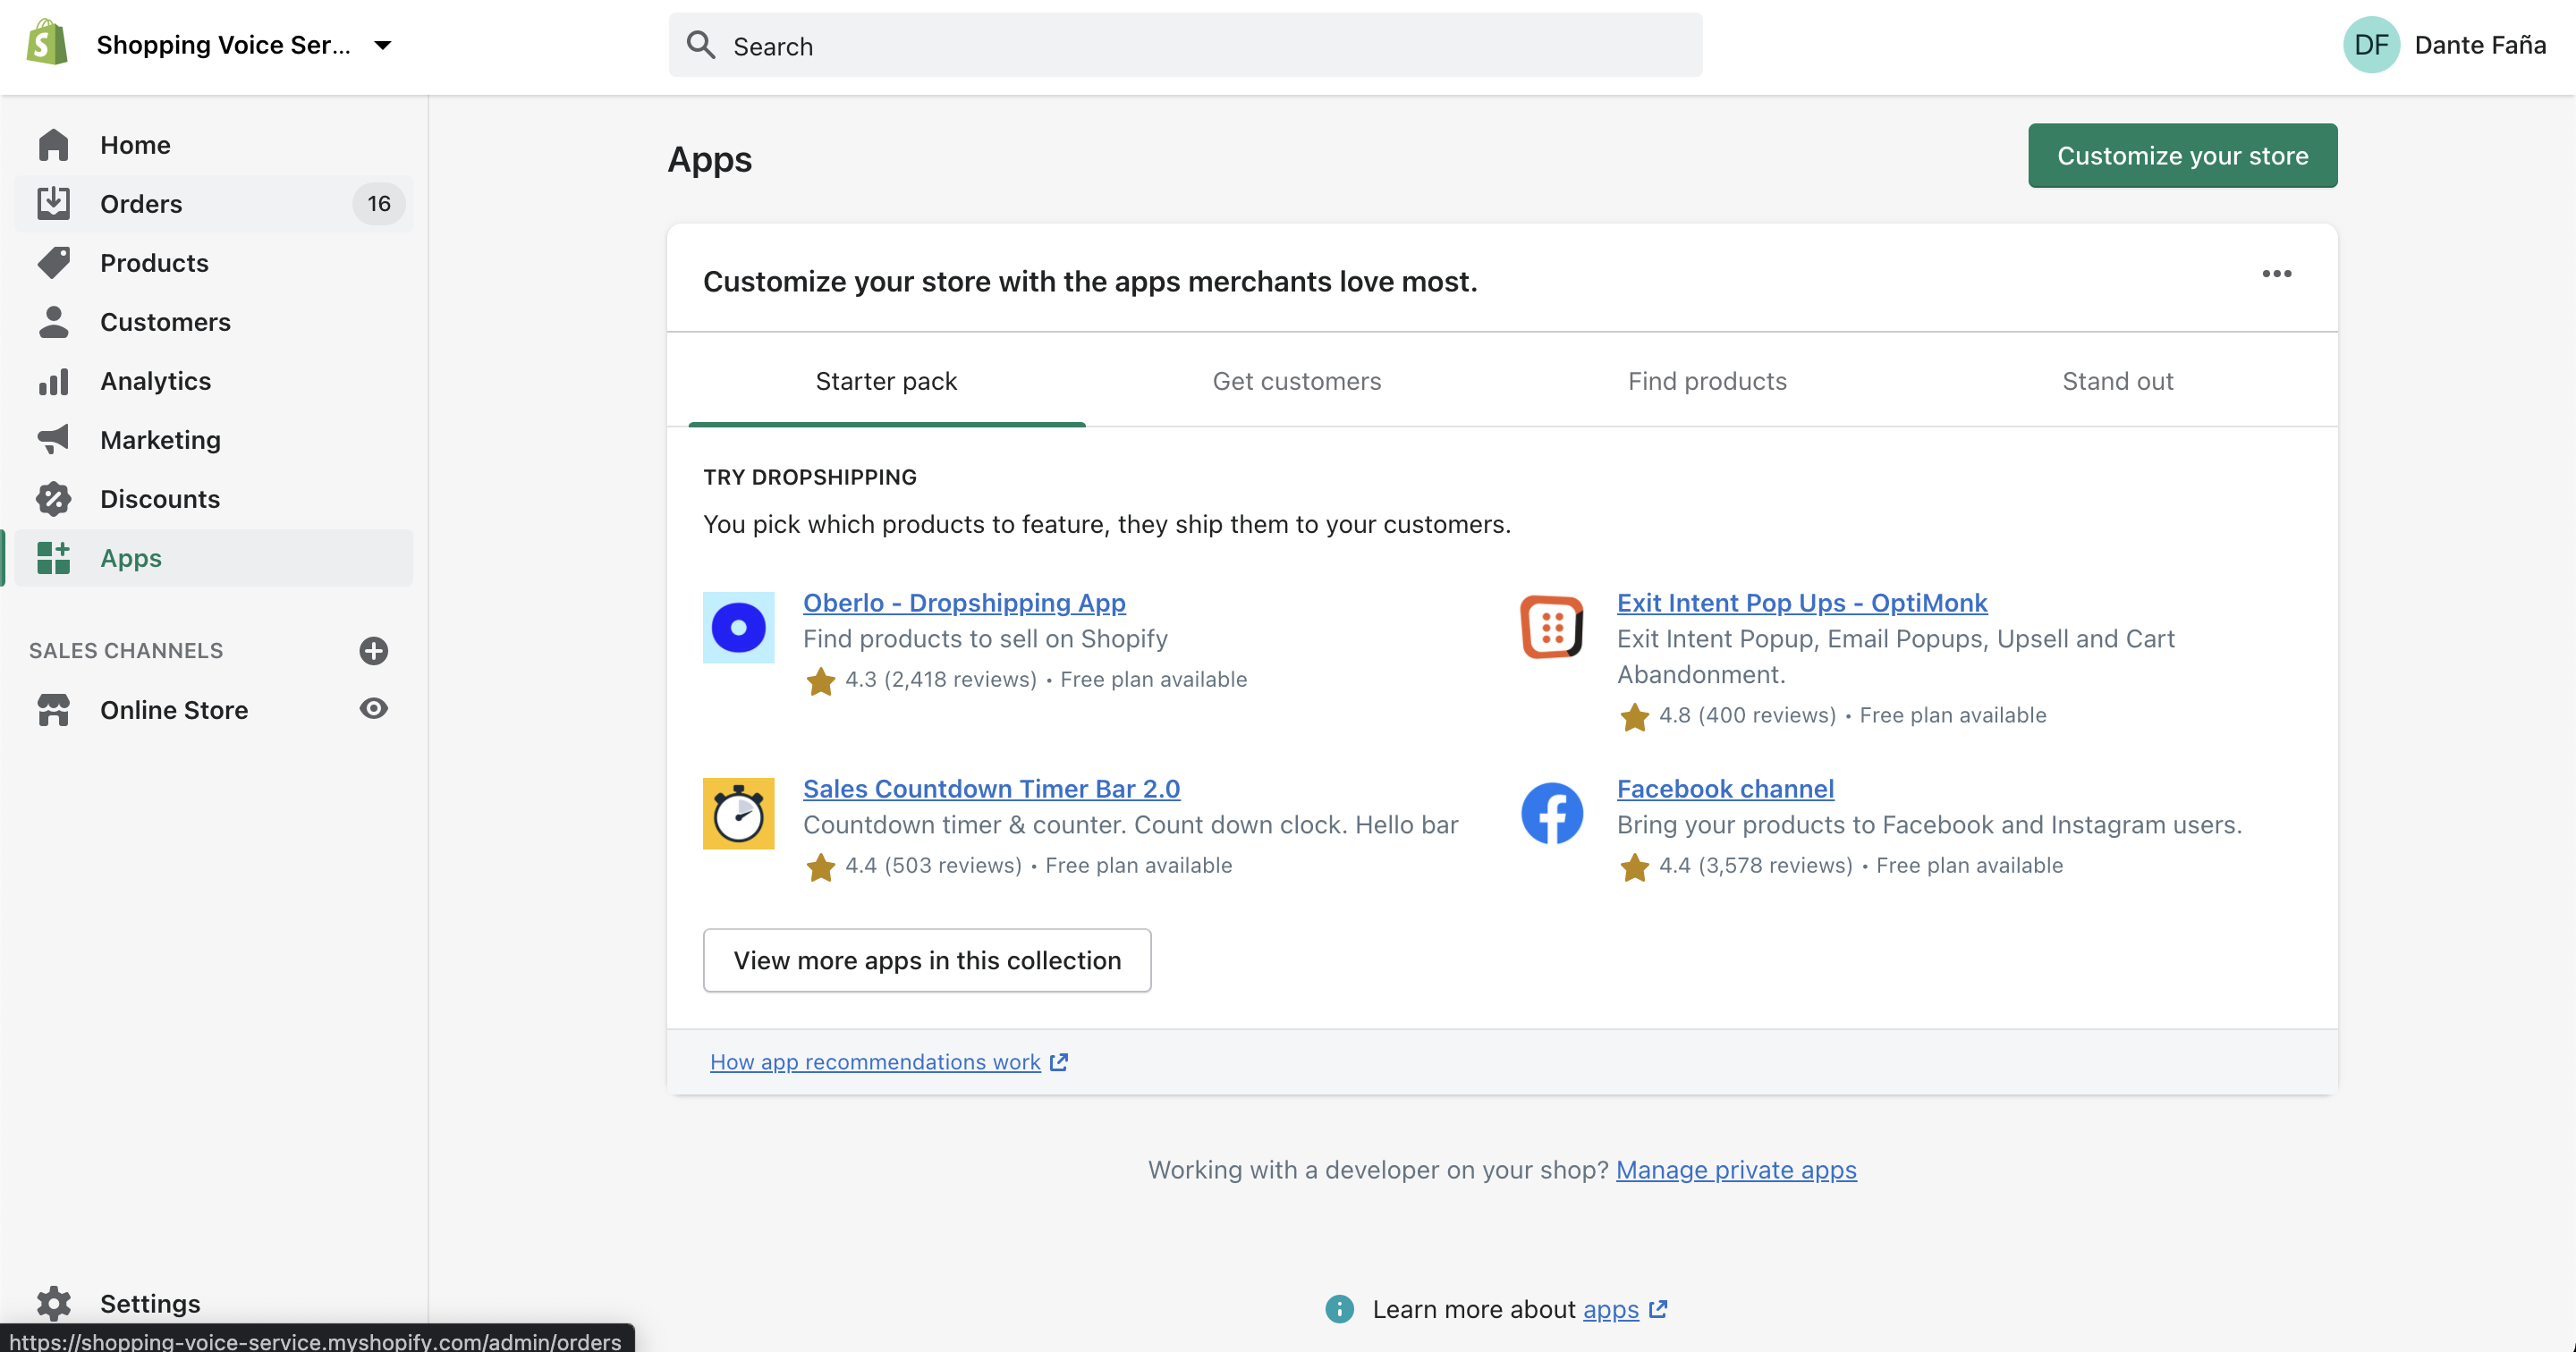 Shopping Voice Ser...
Search
DF
Dante Faña
Home
Orders
16
Products
Customers
Analytics
Marketing
Discounts
Apps
SALES CHANNELS
Online Store
Settings
https://shopping-voice-service.myshopify.com/admin/orders
Apps
Customize your store
Customize your store with the apps merchants love most.
Starter pack
Get customers
Find products
Stand out
TRY DROPSHIPPING
You pick which products to feature, they ship them to your customers.
Oberlo - Dropshipping App
Find products to sell on Shopify
4.3 (2,418 reviews) • Free plan available
Exit Intent Pop Ups - OptiMonk
Exit Intent Popup, Email Popups, Upsell and Cart
Abandonment.
4.8 (400 reviews) • Free plan available
Sales Countdown Timer Bar 2.0
Countdown timer & counter. Count down clock. Hello bar
4.4 (503 reviews) • Free plan available
Facebook channel
Bring your products to Facebook and Instagram users.
4.4 (3,578 reviews) • Free plan available
View more apps in this collection
How app recommendations work
Working with a developer on your shop? Manage private apps
Learn more about apps